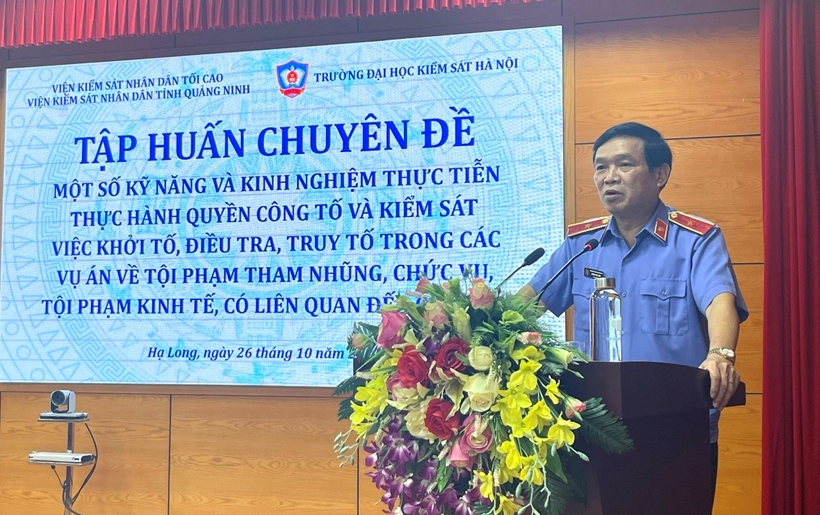 VIỆN KIỂM SÁT NHÂN DÂN TỐI CAO
VIỆN KIỂM SÁT NHÂN DÂN TỈNH QUẢNG NINH
TRƯỜNG ĐẠI HỌC KIỂM SÁT HÀ NỘI
TẬP HUẤN CHUYÊN ĐỀ
MỘT SỐ KỸ NĂNG VÀ KINH NGHIỆM THỰC TIỄN
THỰC HÀNH QUYỀN CÔNG TỐ VÀ KIỂM SÁT
VIỆC KHỞI TỐ, ĐIỀU TRA, TRUY TỐ TRONG CÁC
VỤ ÁN VỀ TỘI PHẠM THAM NHŨNG, CHỨC VỤ,
TỘI PHẠM KINH TẾ, CÓ LIÊN QUAN ĐẾN
Hạ Long, ngày 26 tháng 10 năm